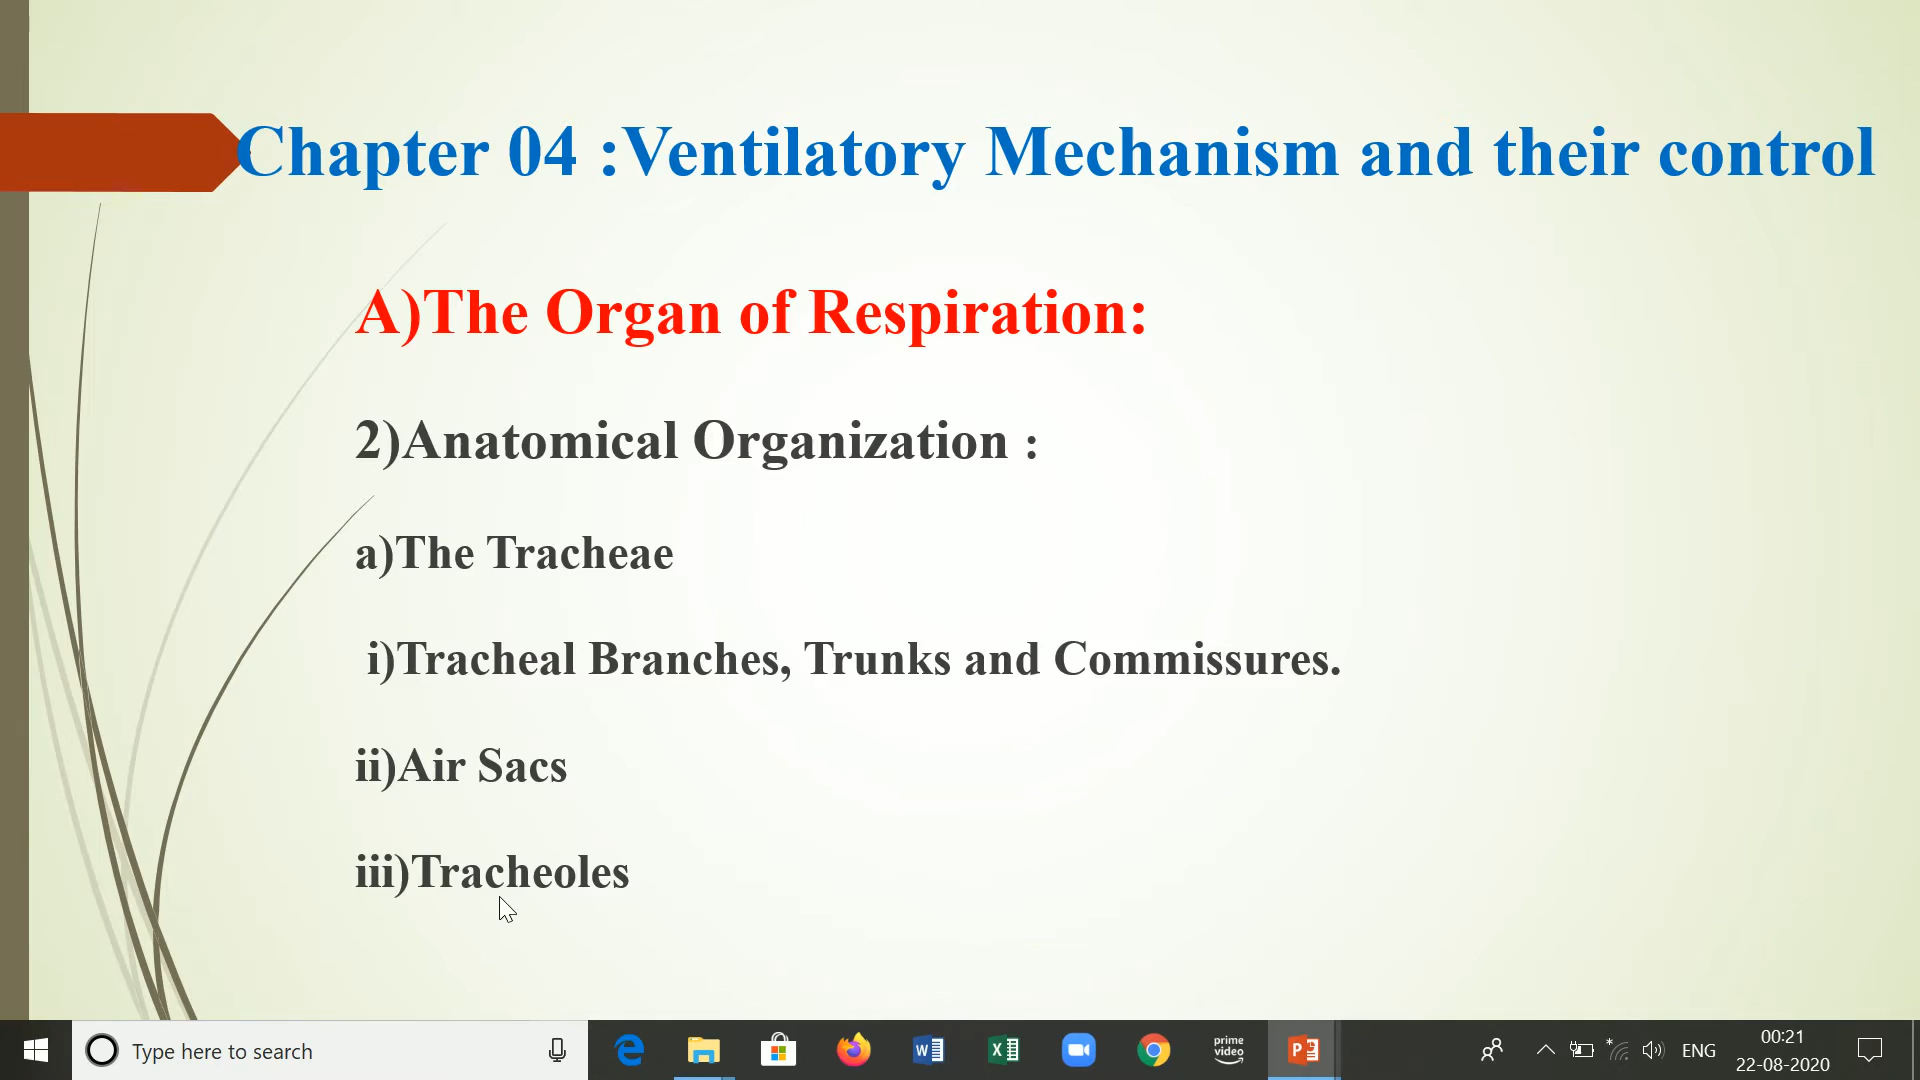 Chapter 04 :Ventilatory Mechanism and their control
A)The Organ of Respiration:
2)Anatomical Organization :
a)The Tracheae
i)Tracheal Branches, Trunks and Commissures.
ii)Air Sacs
iii)Tracheoles
Type here to search
prime video
ENG
00:21
22-08-2020